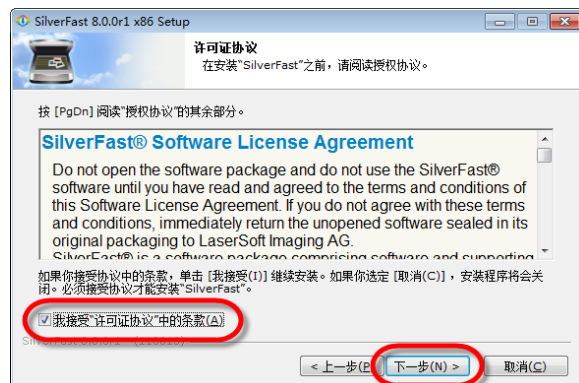 SilverFast 8.0.0r1 x86 Setup
许可证协议
在安装"SilverFast"之前，请阅读授权协议。
按 [PgDn] 阅读"授权协议"的其余部分。
SilverFast® Software License Agreement
Do not open the software package and do not use the SilverFast®
software until you have read and agreed to the terms and conditions of
this Software License Agreement. If you do not agree with these terms
and conditions, immediately return the unopened software sealed in its
original packaging to LaserSoft Imaging AG.
SilverFast® is a software package comprising software and supporting
如果你接受协议中的条款，单击 [我接受(I)] 继续安装。如果你选定 [取消(C)] ，安装程序将会关
闭。必须接受协议才能安装"SilverFast"。
我接受"许可证协议"中的条款(A)
< 上一步(P 下一步(N) > 取消(C)